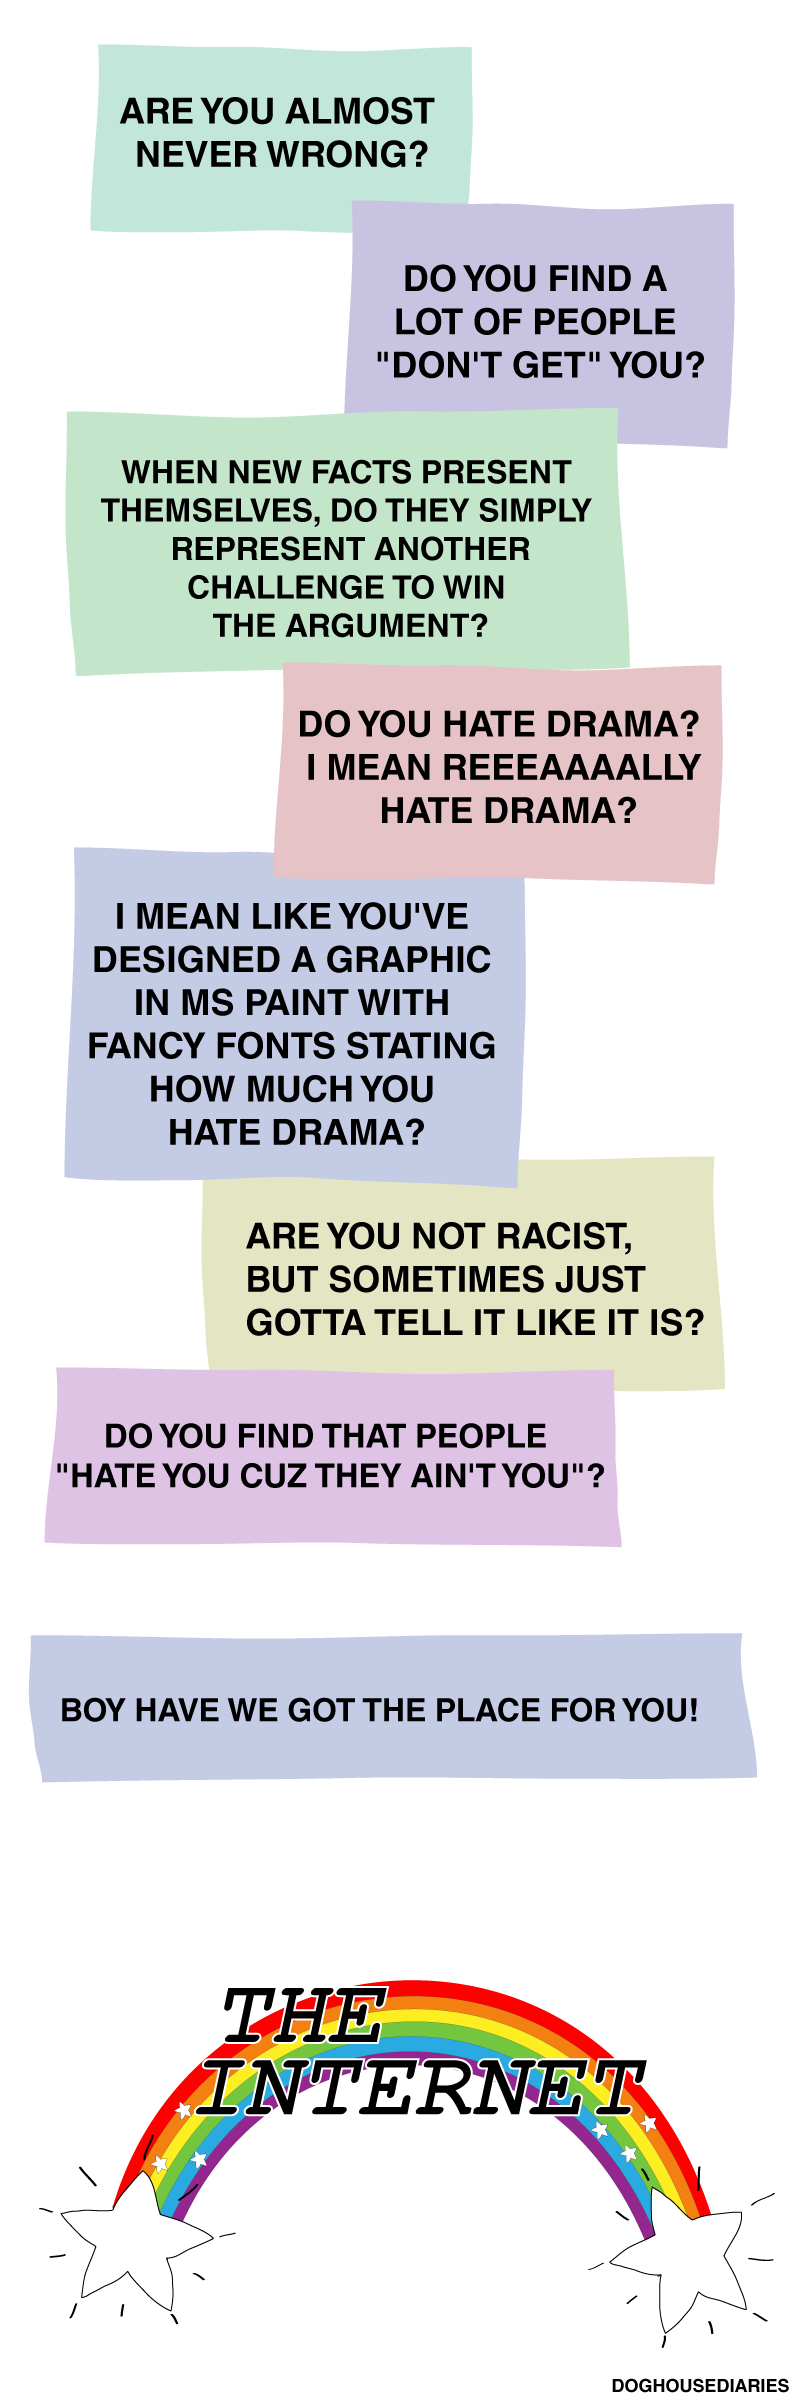 ARE YOU ALMOST
NEVER WRONG?
DO YOU FIND A
LOT OF PEOPLE
"DON'T GET" YOU?
WHEN NEW FACTS PRESENT
THEMSELVES, DO THEY SIMPLY
REPRESENT ANOTHER
CHALLENGE TO WIN
THE ARGUMENT?
DO YOU HATE DRAMA?
I MEAN REEEAAAALLY
HATE DRAMA?
I MEAN LIKE YOU'VE
DESIGNED A GRAPHIC
IN MS PAINT WITH
FANCY FONTS STATING
HOW MUCH YOU
HATE DRAMA?
ARE YOU NOT RACIST,
BUT SOMETIMES JUST
GOTTA TELL IT LIKE IT IS?
DO YOU FIND THAT PEOPLE
"HATE YOU CUZ THEY AIN'T YOU"?
BOY HAVE WE GOT THE PLACE FOR YOU!
THE
INTERNET
DOGHOUSEDIARIES